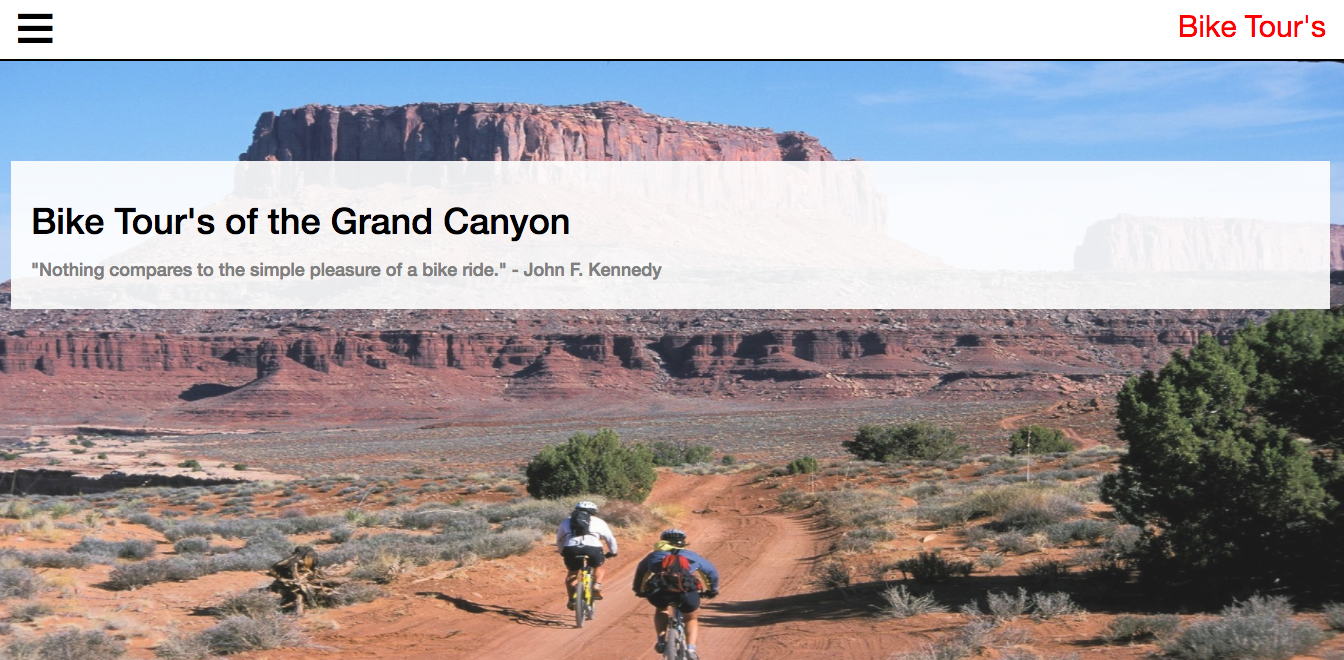 Bike Tour's
Bike Tour's of the Grand Canyon
"Nothing compares to the simple pleasure of a bike ride." - John F. Kennedy